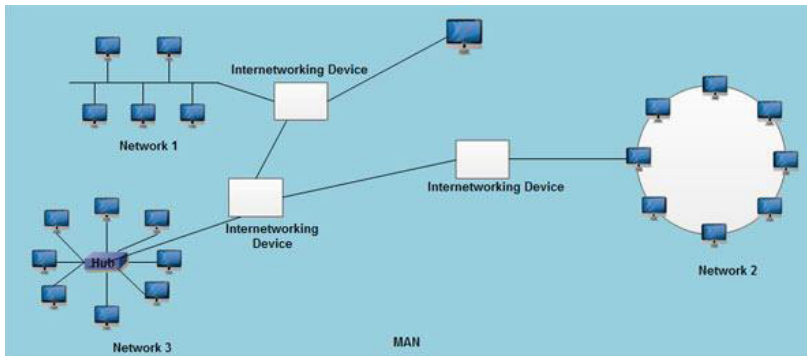 Internetworking Device
Network 1
Internetworking Device
Internetworking
Device
Hub
Network 2
Network 3
MAN